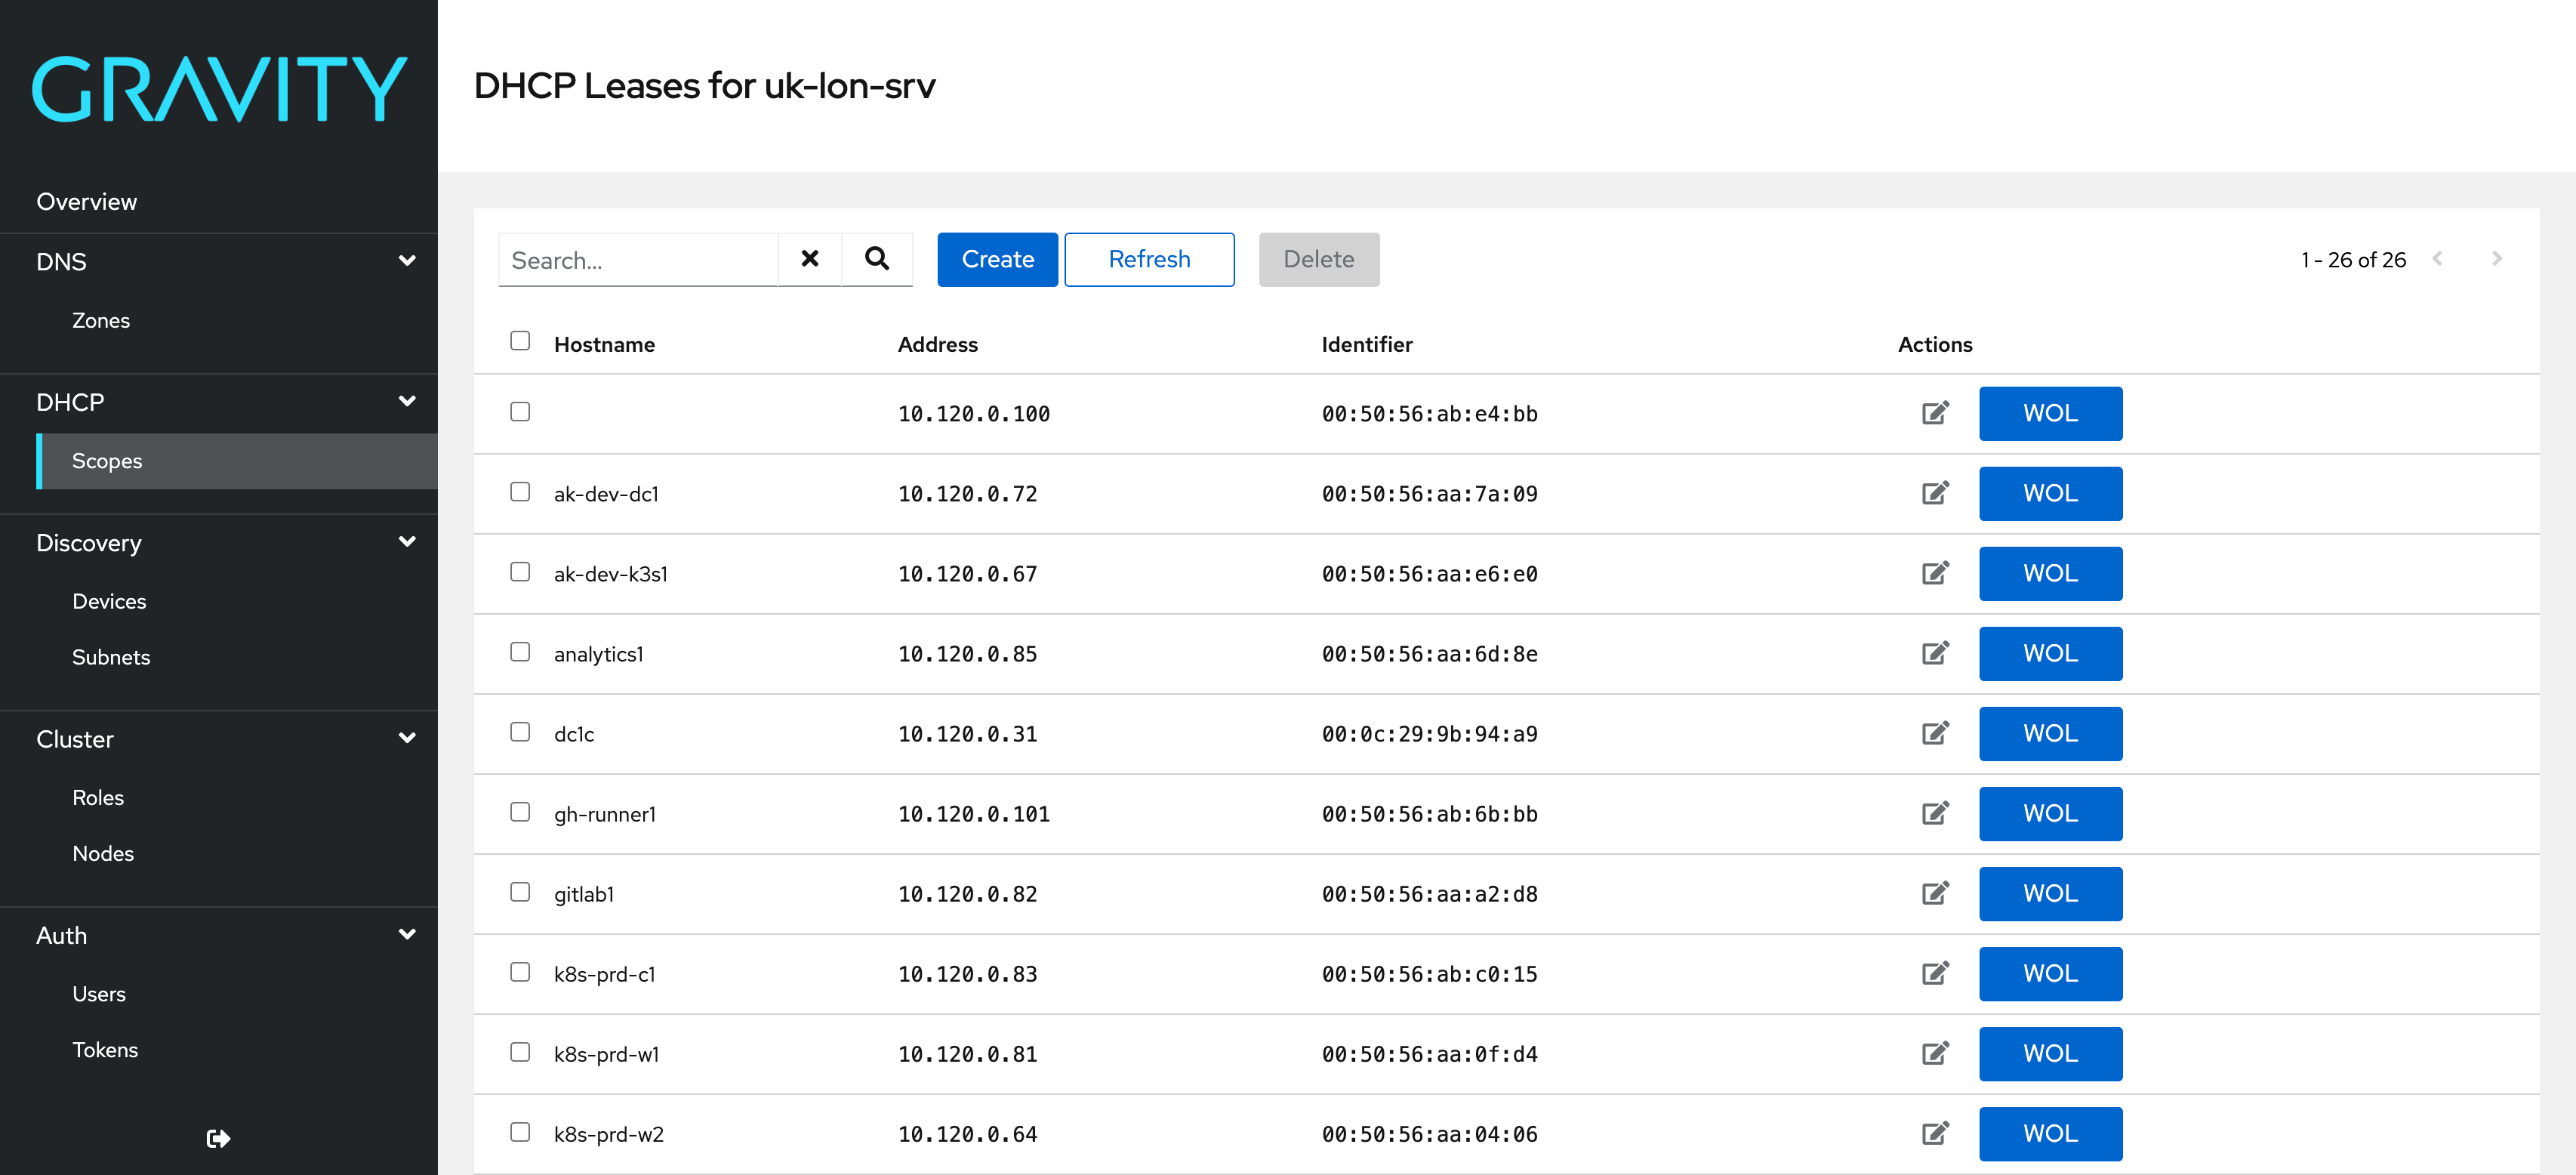 GRAVITY
Overview
DNS
Zones
DHCP
Scopes
Discovery
Devices
Subnets
Cluster
Roles
Nodes
Auth
Users
Tokens
DHCP Leases for uk-lon-srv
Search... Create Refresh Delete 1 - 26 of 26
Hostname Address Identifier Actions
10.120.0.100 00:50:56:ab:e4:bb WOL
ak-dev-dc1 10.120.0.72 00:50:56:aa:7a:09 WOL
ak-dev-k3s1 10.120.0.67 00:50:56:aa:e6:e0 WOL
analytics1 10.120.0.85 00:50:56:aa:6d:8e WOL
dc1c 10.120.0.31 00:0c:29:9b:94:a9 WOL
gh-runner1 10.120.0.101 00:50:56:ab:6b:bb WOL
gitlab1 10.120.0.82 00:50:56:aa:a2:d8 WOL
k8s-prd-c1 10.120.0.83 00:50:56:ab:c0:15 WOL
k8s-prd-w1 10.120.0.81 00:50:56:aa:0f:d4 WOL
k8s-prd-w2 10.120.0.64 00:50:56:aa:04:06 WOL